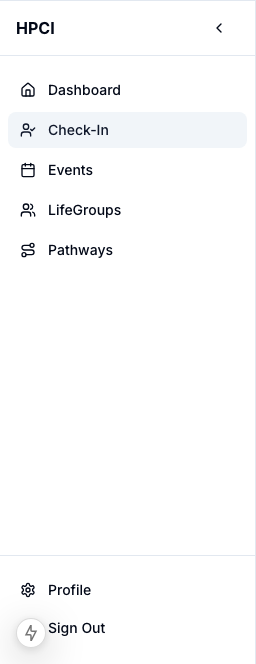 HPCI
Dashboard
Check-In
Events
LifeGroups
Pathways
Profile
Sign Out